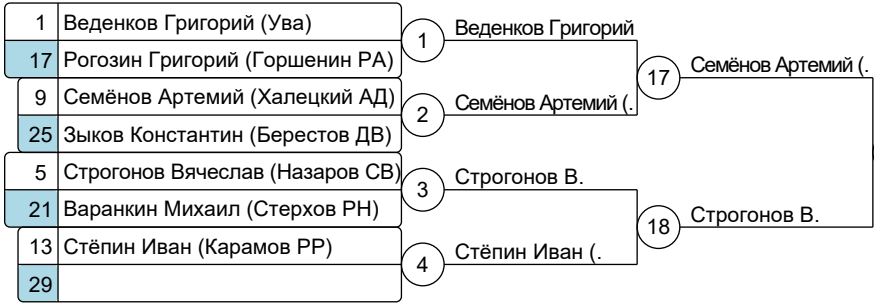 1 Веденков Григорий (Ува)
17 Рогозин Григорий (Горшенин РА)
9 Семёнов Артемий (Халецкий АД)
25 Зыков Константин (Берестов ДВ)
5 Строгонов Вячеслав (Назаров СВ)
21 Варанкин Михаил (Стерхов РН)
13 Стёпин Иван (Карамов РР)
29
1 Веденков Григорий
2 Семёнов Артемий (.
3 Строгонов В.
4 Стёпин Иван (.
17 Семёнов Артемий (.
18 Строгонов В.